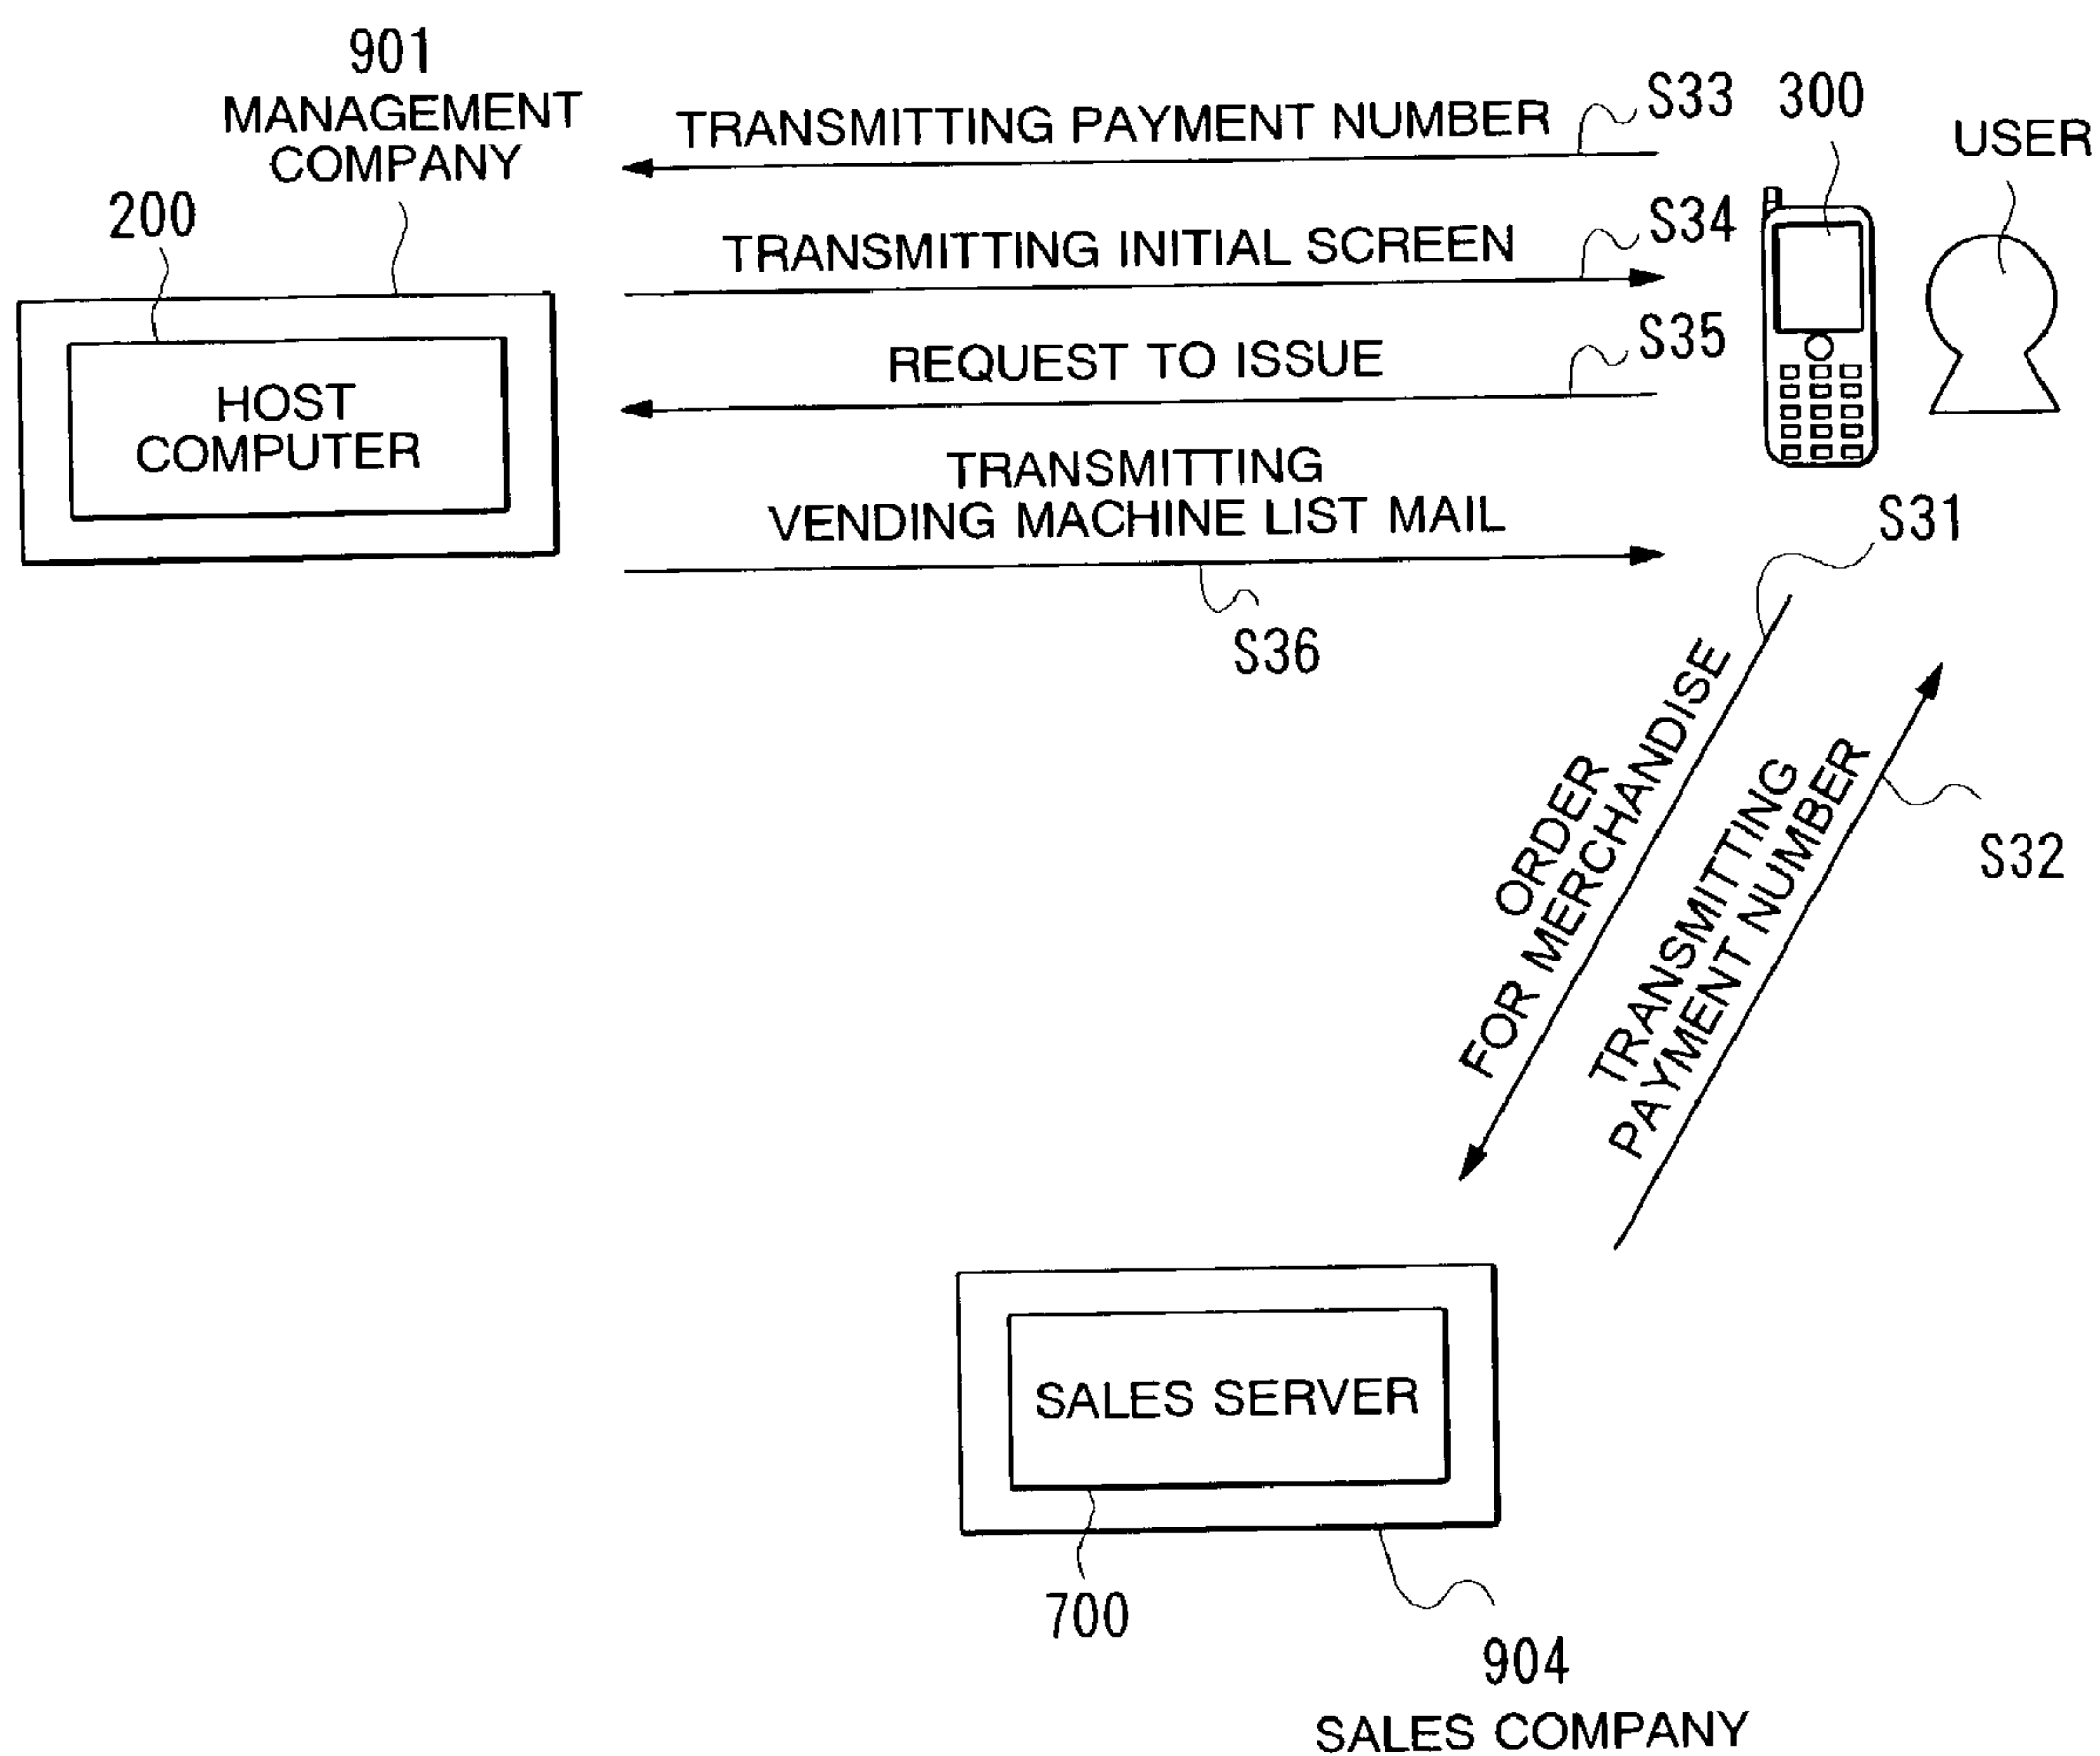 901
MANAGEMENT
COMPANY
200
HOST
COMPUTER
TRANSMITTING PAYMENT NUMBER
S33
300
USER
TRANSMITTING INITIAL SCREEN
S34
REQUEST TO ISSUE
S35
TRANSMITTING
VENDING MACHINE LIST MAIL
S36
S31
ORDER
FOR MERCHANDISE
TRANSMITTING
PAYMENT NUMBER
S32
SALES SERVER
700
904
SALES COMPANY